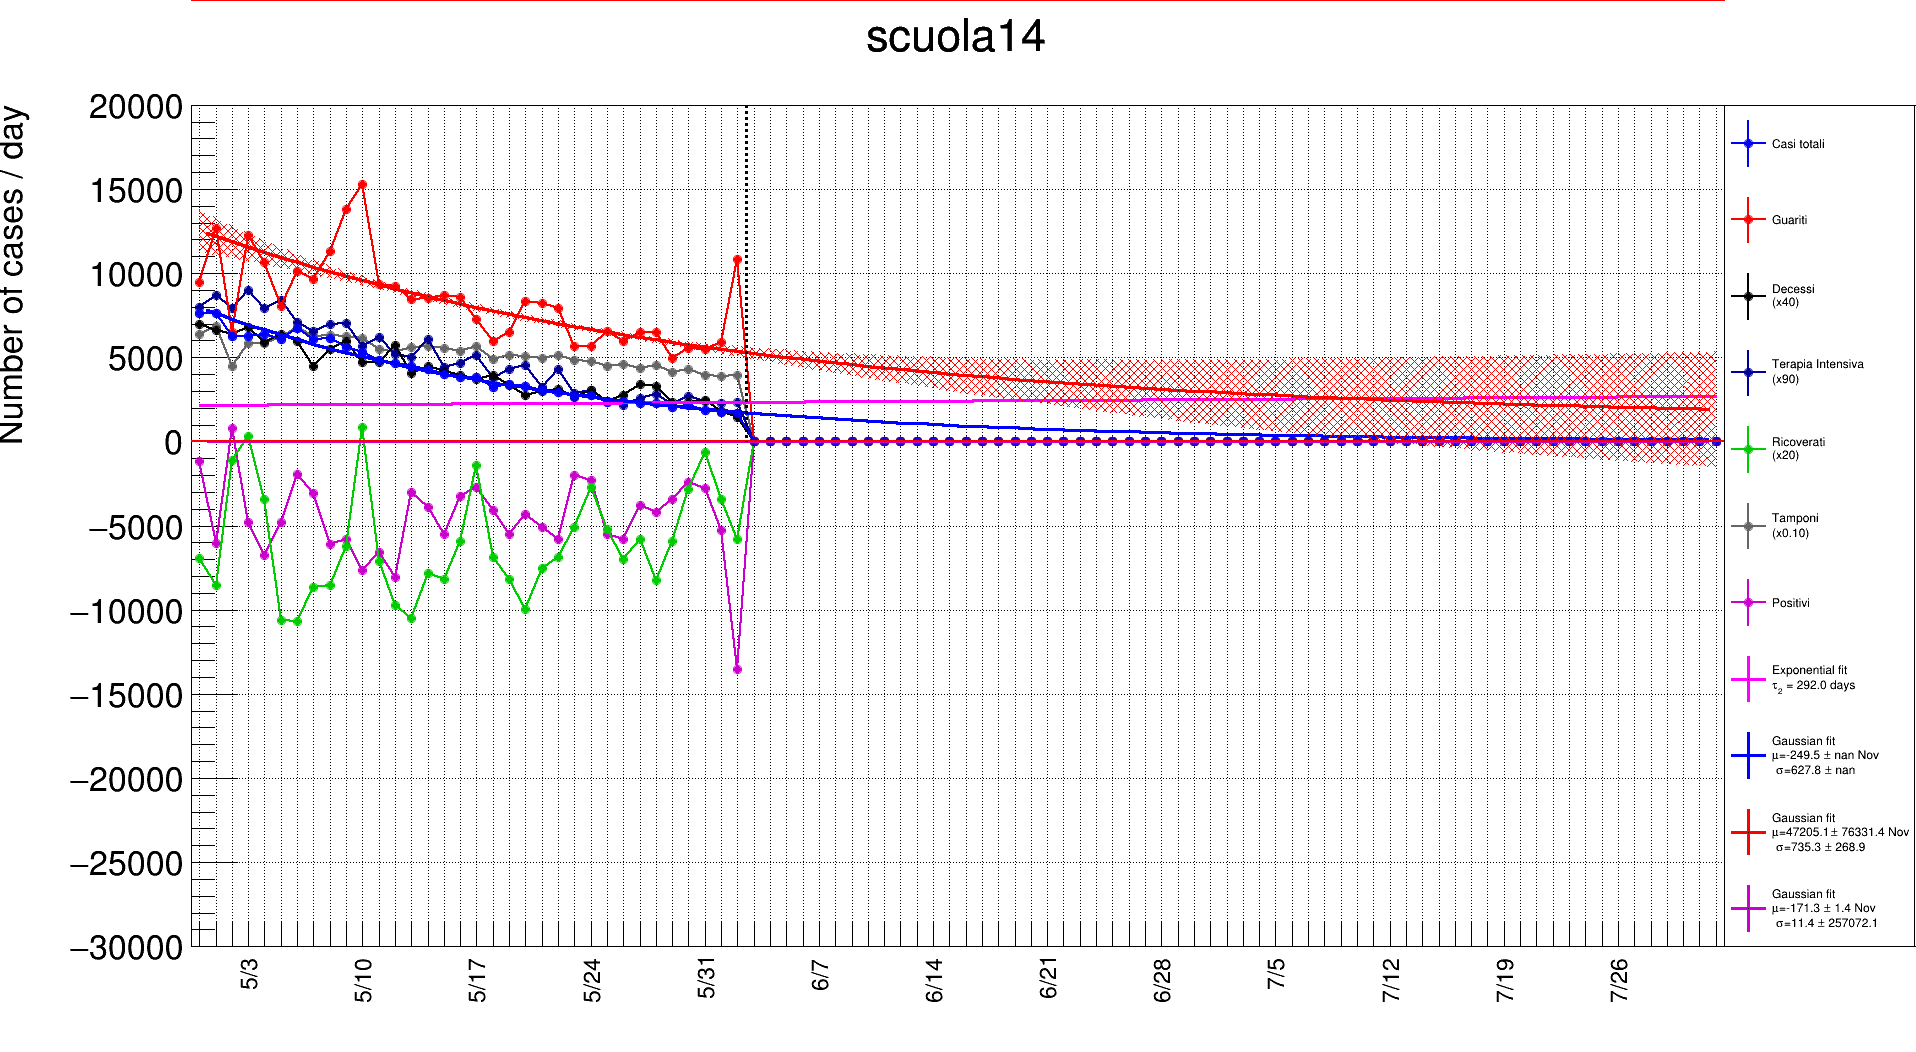 scuola14
Number of cases / day
20000
15000
10000
5000
0
−5000
−10000
−15000
−20000
−25000
−30000
5/3
5/10
5/17
5/24
5/31
6/7
6/14
6/21
6/28
7/5
7/12
7/19
7/26
Casi totali
Guariti
Decessi
(x40)
Terapia Intensiva
(x90)
Ricoverati
(x20)
Tamponi
(x0.10)
Positivi
Exponential fit
τ2 = 292.0 days
Gaussian fit
μ=-249.5 ± nan Nov
σ=627.8 ± nan
Gaussian fit
μ=47205.1± 76331.4 Nov
σ=735.3 ± 268.9
Gaussian fit
μ=-171.3 ± 1.4 Nov
σ=11.4 ± 257072.1